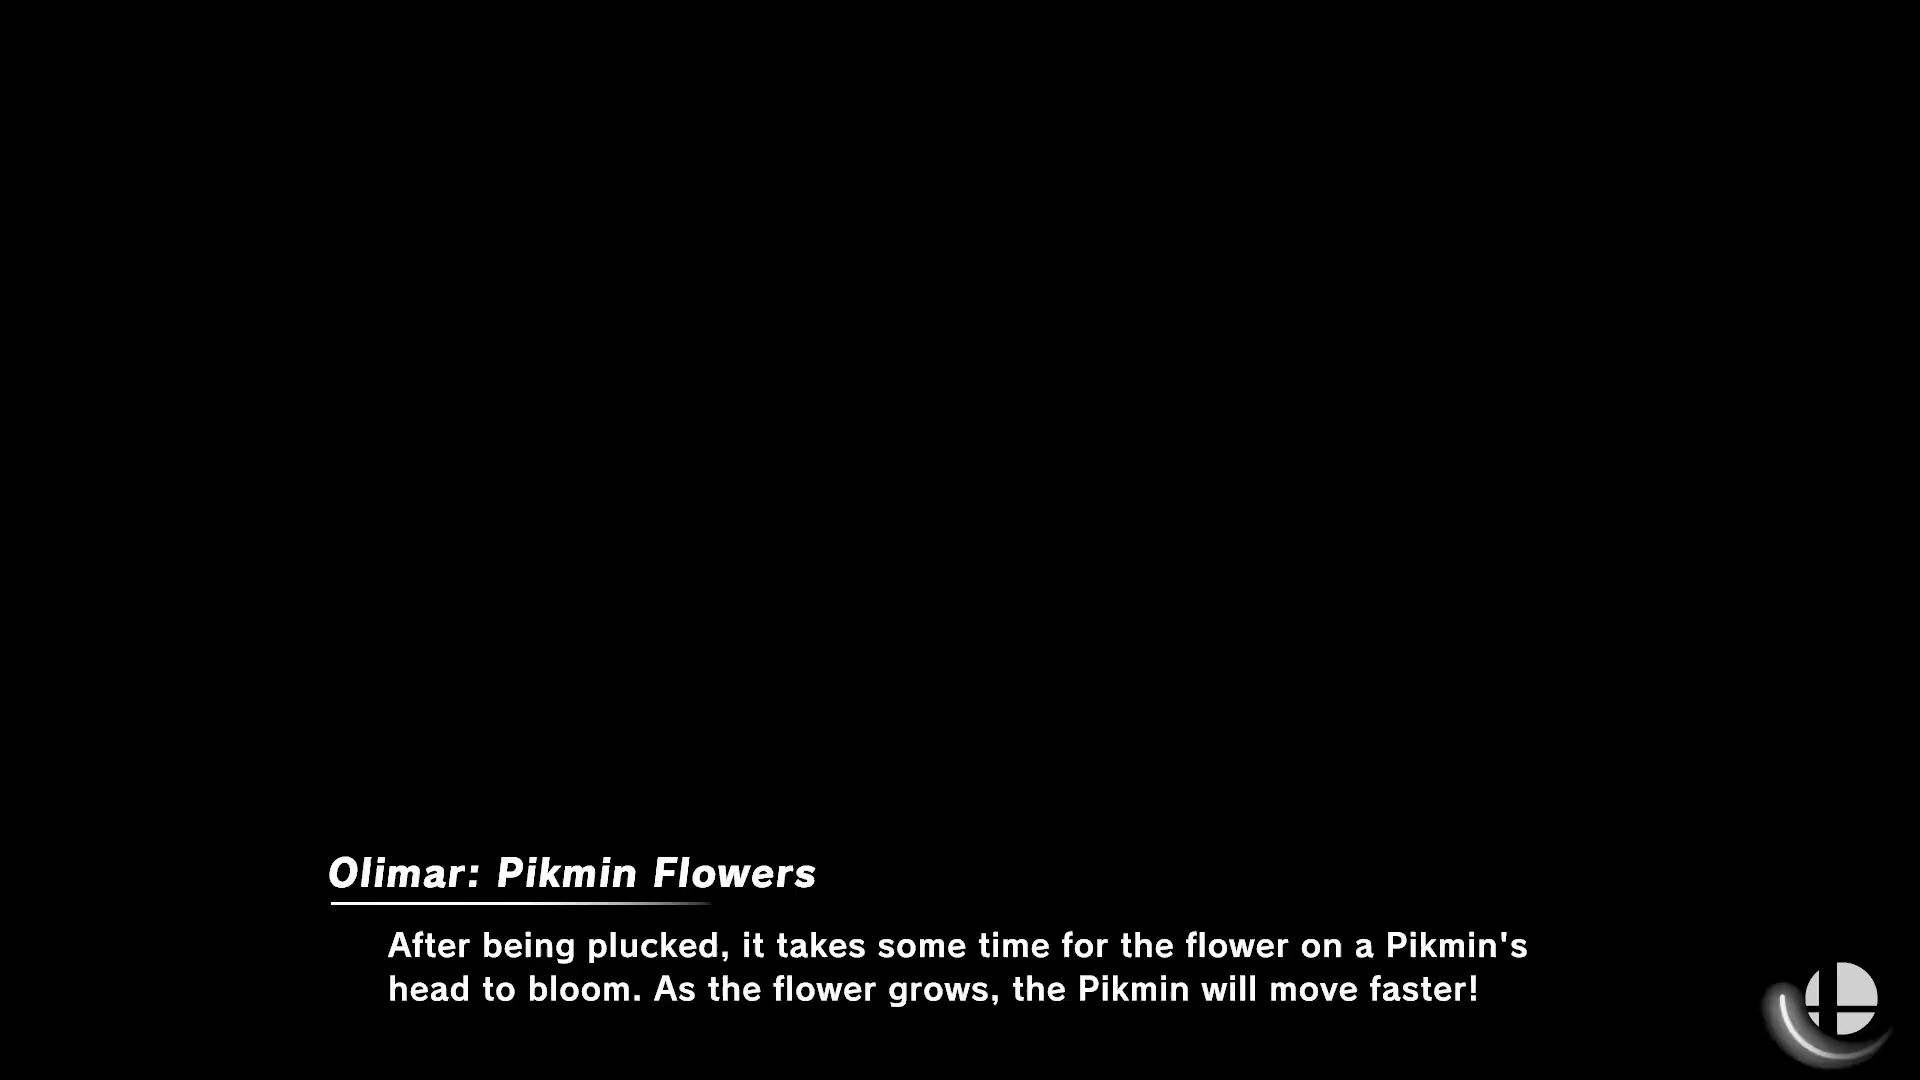 Olimar: Pikmin Flowers
After being plucked, it takes some time for the flower on a Pikmin's
head to bloom. As the flower grows, the Pikmin will move faster!